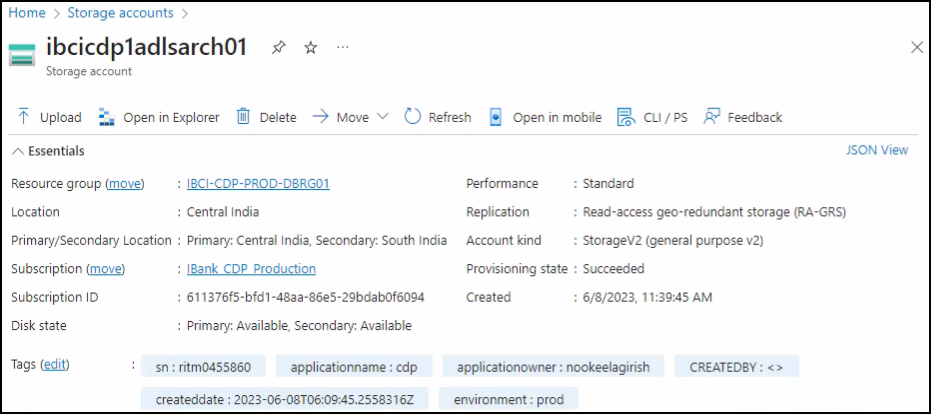 Home > Storage accounts >
ibcicdp1adlsarch01
Storage account
Upload Open in Explorer Delete Move Refresh Open in mobile CLI / PS Feedback
Essentials JSON View
Resource group (move) : IBCI-CDP-PROD-DBRG01 Performance : Standard
Location : Central India Replication : Read-access geo-redundant storage (RA-GRS)
Primary/Secondary Location : Primary: Central India, Secondary: South India Account kind : StorageV2 (general purpose v2)
Subscription (move) : IBank_CDP_Production Provisioning state : Succeeded
Subscription ID : 611376f5-bfd1-48aa-86e5-29bdab0f6094 Created : 6/8/2023, 11:39:45 AM
Disk state : Primary: Available, Secondary: Available
Tags (edit) : sn : ritm0455860 applicationname : cdp applicationowner : nookeelagirish CREATEDBY : <>
createddate : 2023-06-08T06:09:45.2558316Z environment : prod